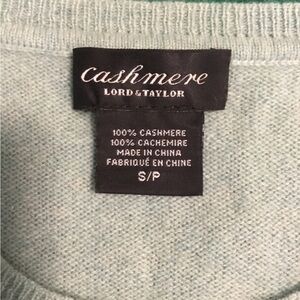 Cashmere
LORD & TAYLOR
100% CASHMERE
100% CACHEMIRE
MADE IN CHINA
FABRIQUÉ EN CHINE
S/P